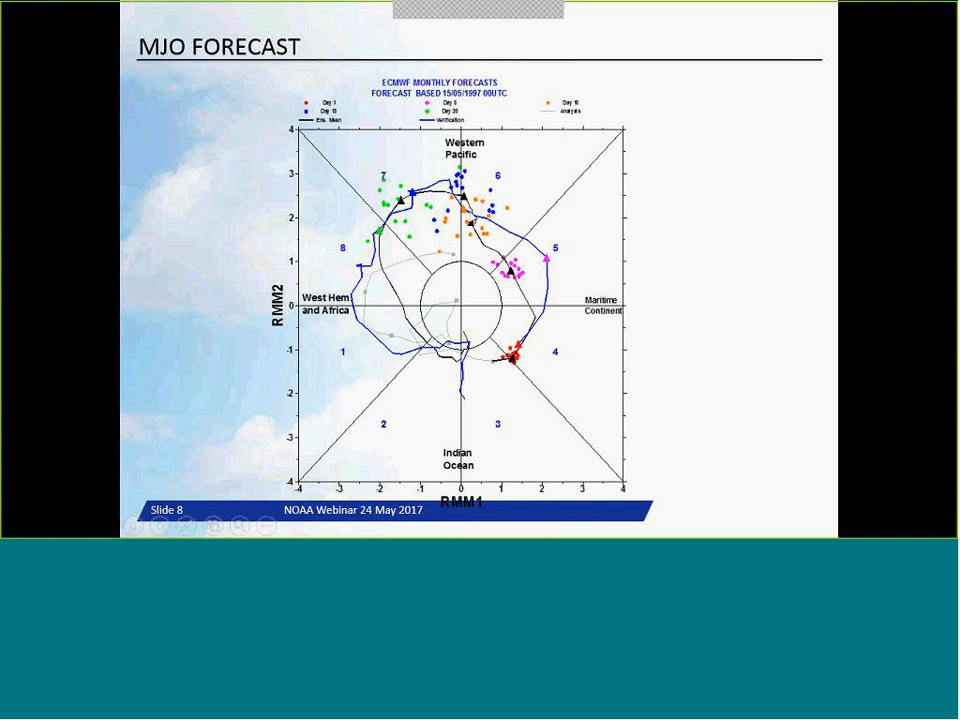 MJO FORECAST
ECMWF MONTHLY FORECASTS
FORECAST BASED 15/05/1997 00UTC
Day 1 Day 5 Day 10
Day 15 Day 20 Analysis
Ens. Mean Verification
4
Western
Pacific
3
7 6
2
8 5
1
West Hem
and Africa
RMM2
0
Maritime
Continent
-1
1 4
-2
2 3
-3
Indian
Ocean
-4
-4 -3 -2 -1 0 1 2 3 4
RMM1
Slide 8 NOAA Webinar 24 May 2017